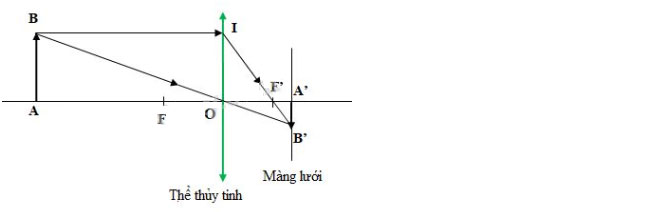 B
I
F'
A'
A
F
O
B'
Màng lưới
Thể thủy tinh